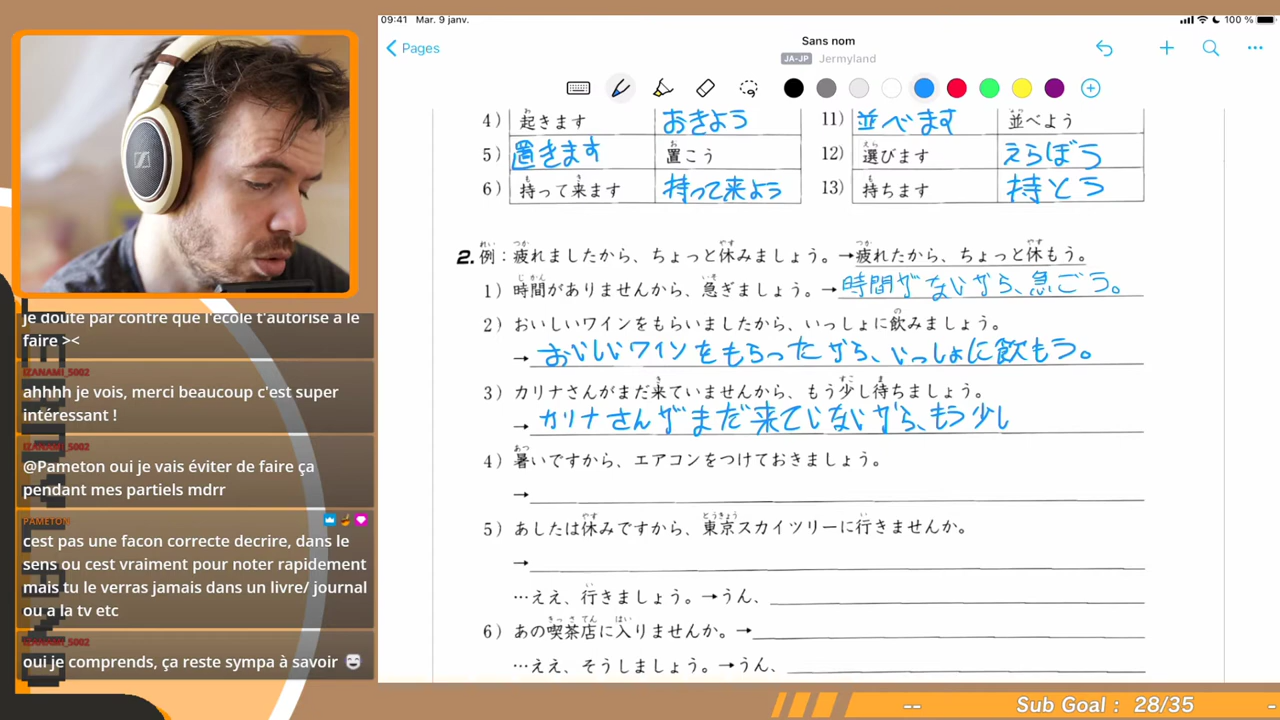 09:41 Mar. 9 janv.
100 %
Pages
Sans nom
JA-JP Jermyland
4) 起きます おきよう 11) 並べます 並べよう
5) 置きます 置こう 12) 選びます えらぼう
6) 持って来ます 持って来よう 13) 持ちます 持とう
2. 例：疲れましたから、ちょっと休みましょう。→疲れたから、ちょっと休もう。
1) 時間がありませんから、急ぎましょう。→時間がないから、急ごう。
2) おいしいワインをもらいましたから、いっしょに飲みましょう。
→ おいしいワインをもらったから、いっしょに飲もう。
3) カリナさんがまだ来ていませんから、もう少し待ちましょう。
→ カリナさんがまだ来ていないから、もう少し
4) 暑いですから、エアコンをつけておきましょう。
→
5) あしたは休みですから、東京スカイツリーに行きませんか。
→
…ええ、行きましょう。→うん、
6) あの喫茶店に入りませんか。→
…ええ、そうしましょう。→うん、
je doute par contre que l'école t'autorise a le
faire ><
IZANAMI_5002
ahhhh je vois, merci beaucoup c'est super
intéressant !
IZANAMI_5002
@Pameton oui je vais éviter de faire ça
pendant mes partiels mdrr
PAMETON
cest pas une facon correcte decrire, dans le
sens ou cest vraiment pour noter rapidement
mais tu le verras jamais dans un livre/ journal
ou a la tv etc
IZANAMI_5002
oui je comprends, ça reste sympa à savoir
-- Sub Goal : 28/35 -